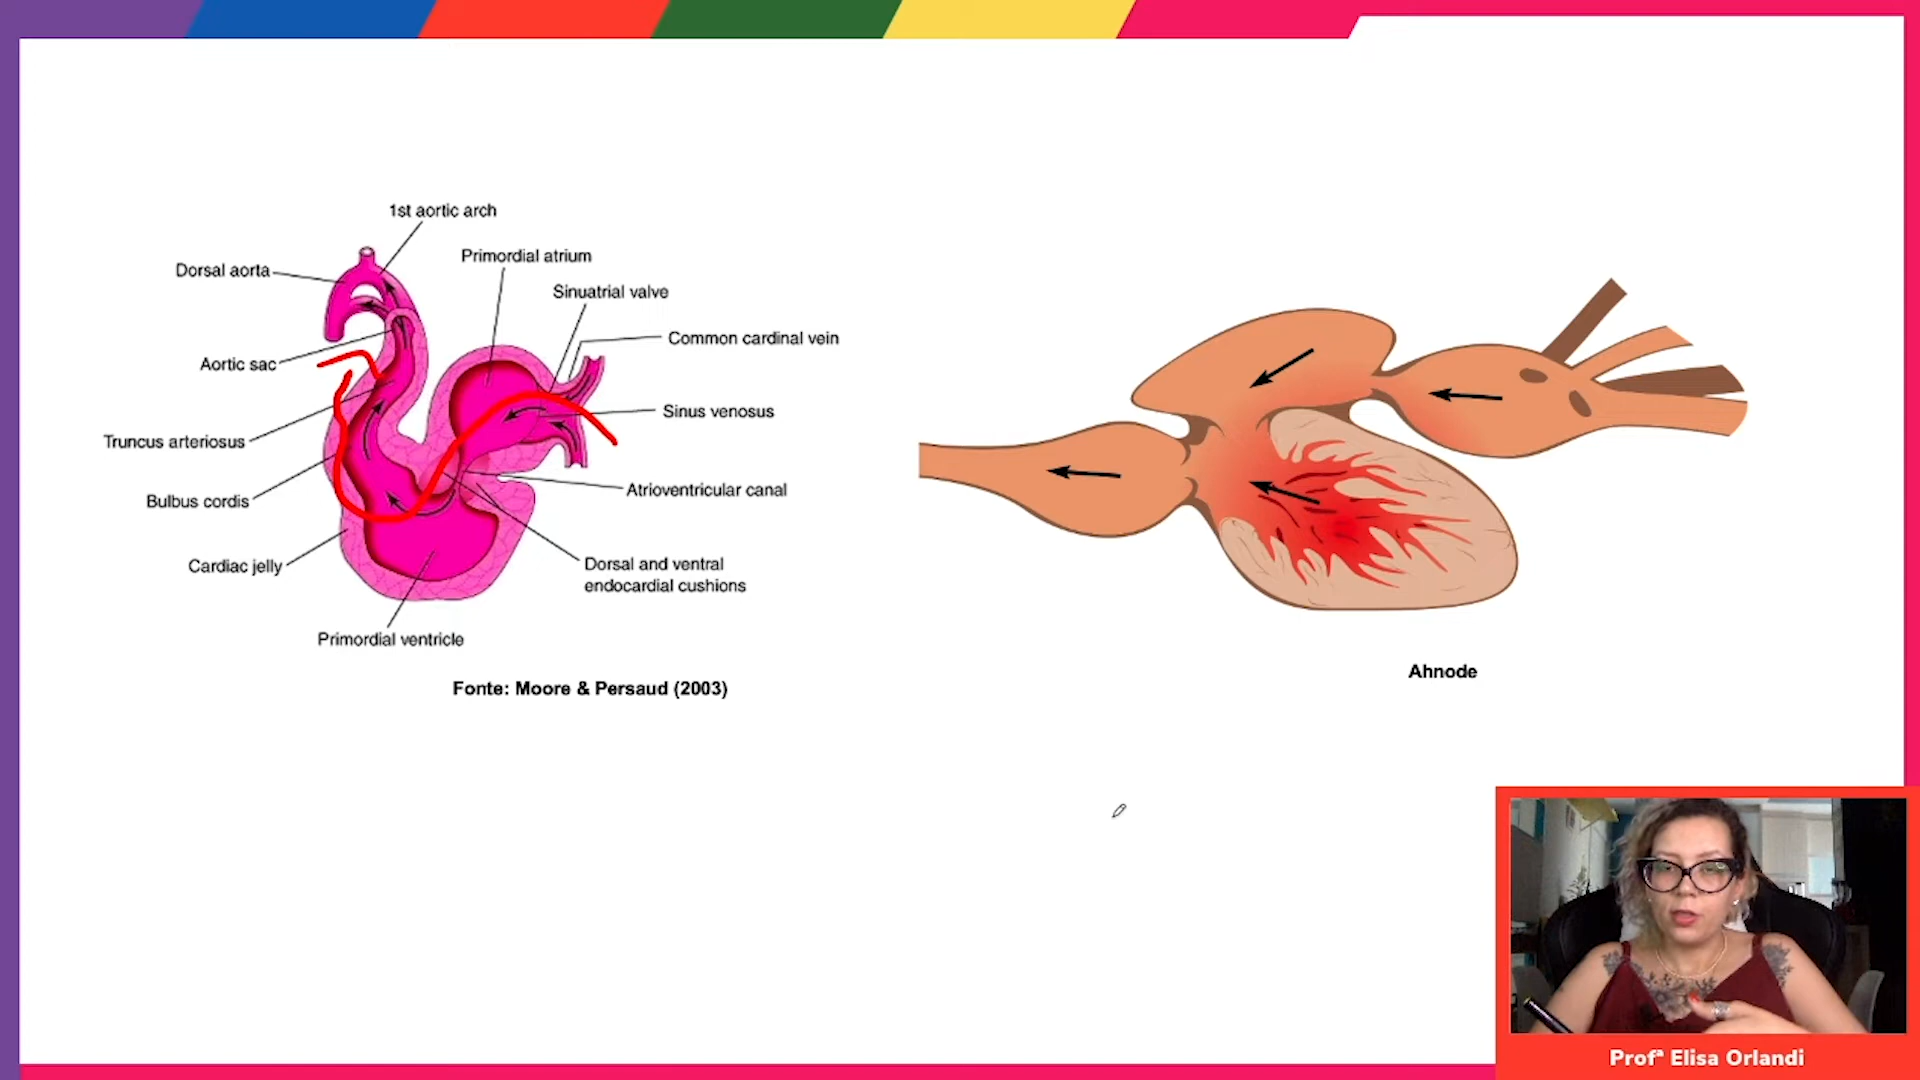 1st aortic arch
Dorsal aorta
Primordial atrium
Sinuatrial valve
Common cardinal vein
Aortic sac
Sinus venosus
Truncus arteriosus
Atrioventricular canal
Bulbus cordis
Cardiac jelly
Dorsal and ventral
endocardial cushions
Primordial ventricle
Fonte: Moore & Persaud (2003)
Ahnode
Profª Elisa Orlandi